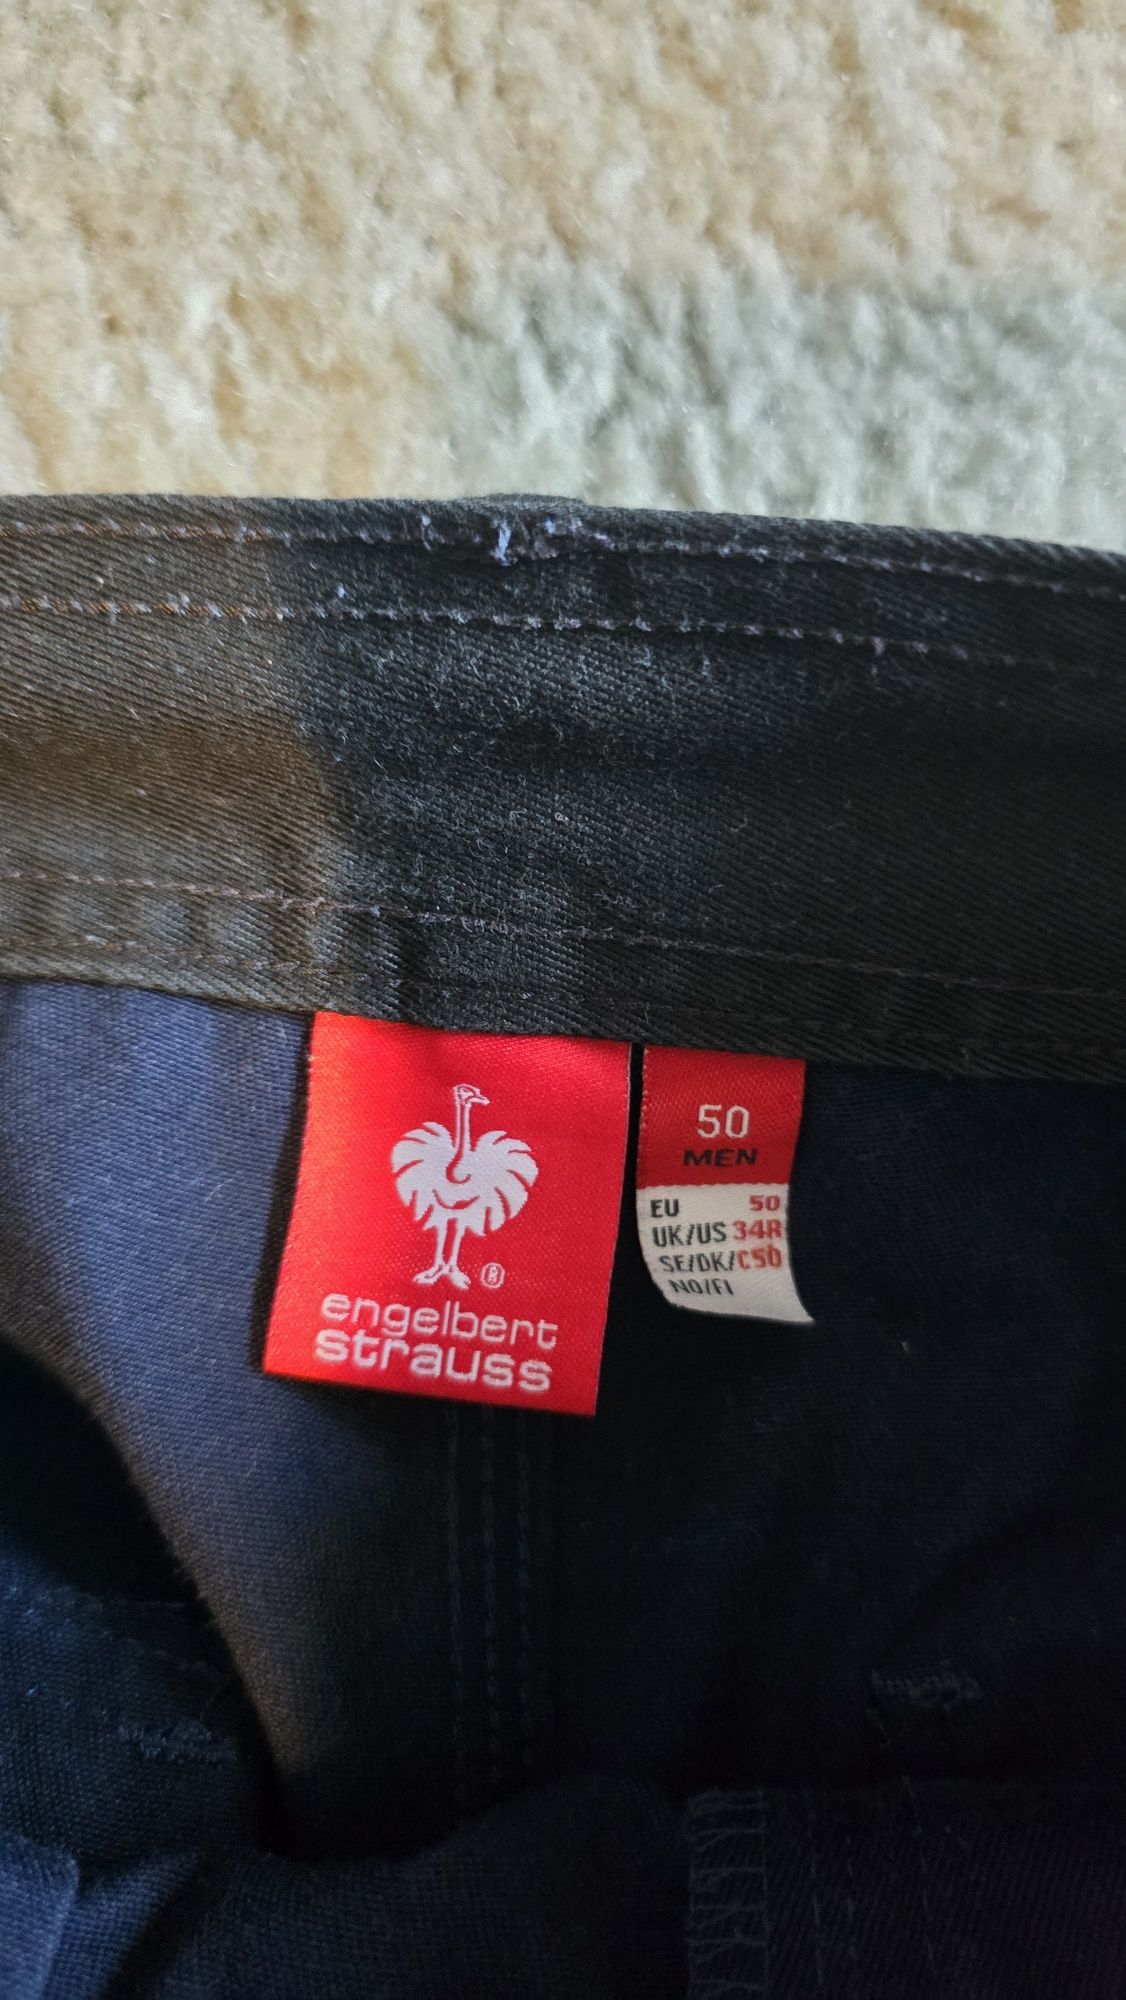 engelbert
strauss
50
MEN
EU 50
UK/US 34R
SE/DK/ C50
NO/FI